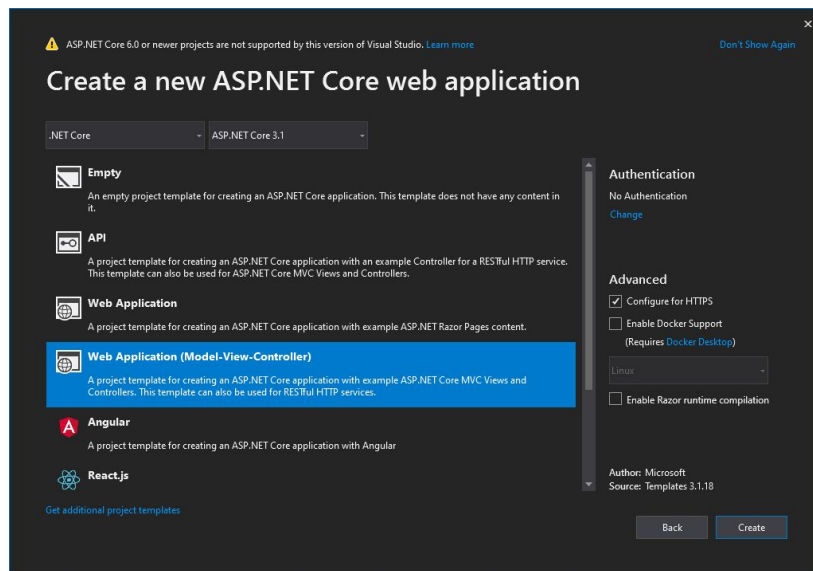 ASP.NET Core 6.0 or newer projects are not supported by this version of Visual Studio. Learn more
Don't Show Again
Create a new ASP.NET Core web application
.NET Core
ASP.NET Core 3.1
Empty
An empty project template for creating an ASP.NET Core application. This template does not have any content in
it.
API
A project template for creating an ASP.NET Core application with an example Controller for a RESTful HTTP service.
This template can also be used for ASP.NET Core MVC Views and Controllers.
Web Application
A project template for creating an ASP.NET Core application with example ASP.NET Razor Pages content.
Web Application (Model-View-Controller)
A project template for creating an ASP.NET Core application with example ASP.NET Core MVC Views and
Controllers. This template can also be used for RESTful HTTP services.
Angular
A project template for creating an ASP.NET Core application with Angular
React.js
Get additional project templates
Authentication
No Authentication
Change
Advanced
Configure for HTTPS
Enable Docker Support
(Requires Docker Desktop)
Linux
Enable Razor runtime compilation
Author: Microsoft
Source: Templates 3.1.18
Back
Create